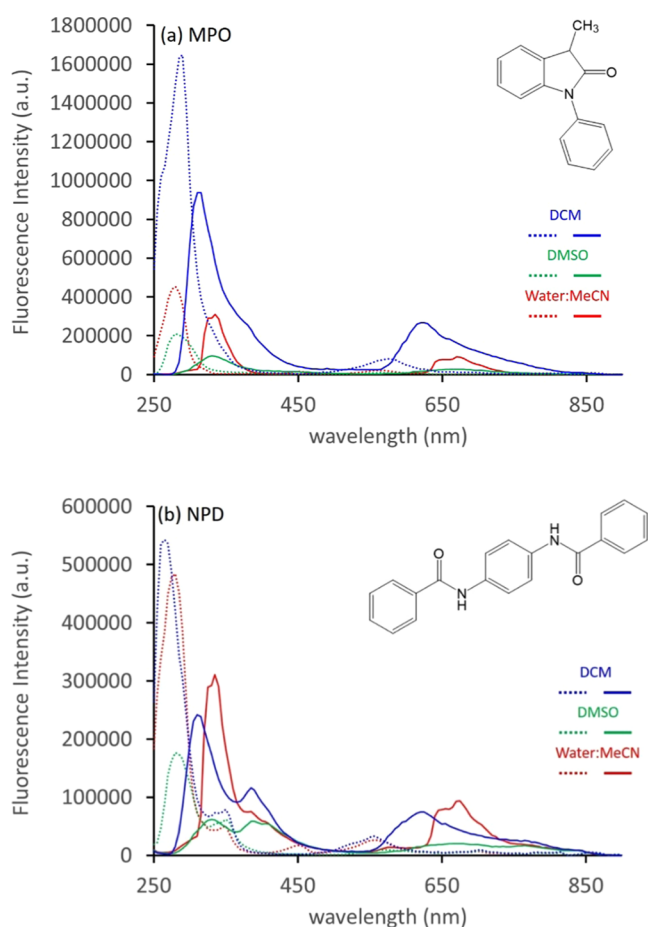 (a) MPO
1800000
1600000
1400000
1200000
1000000
800000
600000
400000
200000
0
Fluorescence Intensity (a.u.)
250
450
650
850
wavelength (nm)
CH3
O
N
DCM
DMSO
Water:MeCN
(b) NPD
600000
500000
400000
300000
200000
100000
0
Fluorescence Intensity (a.u.)
250
450
650
850
wavelength (nm)
O
N
H
H
N
O
DCM
DMSO
Water:MeCN